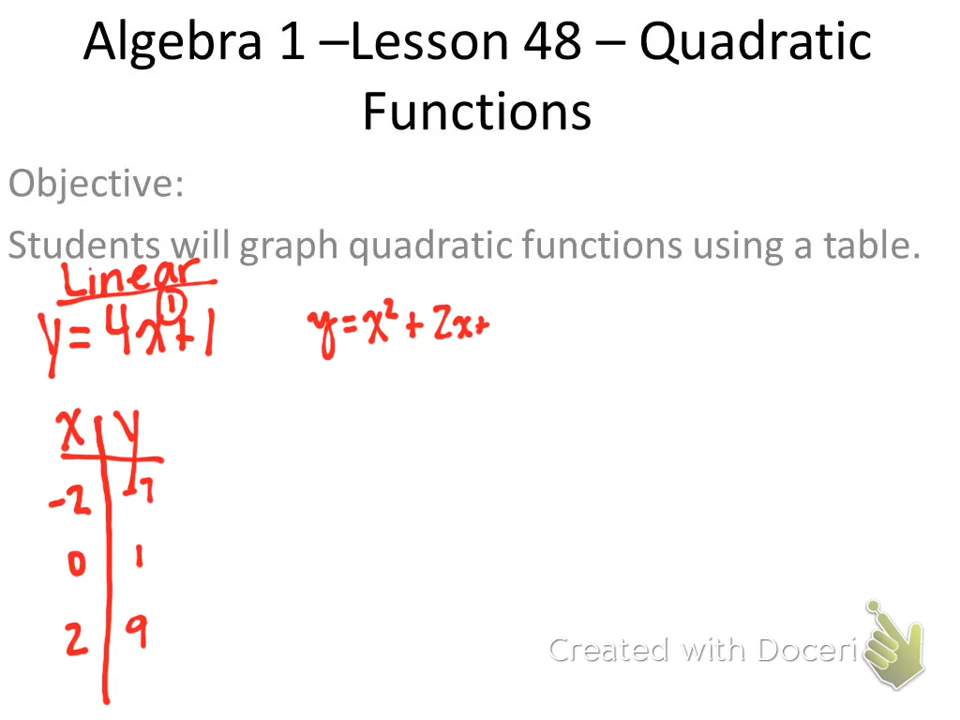 Algebra 1 –Lesson 48 – Quadratic
Functions
Objective:
Students will graph quadratic functions using a table.
Linear
y = 4x¹ + 1
y = x² + 2x +
x y
-2 -7
0 1
2 9
Created with Doceri